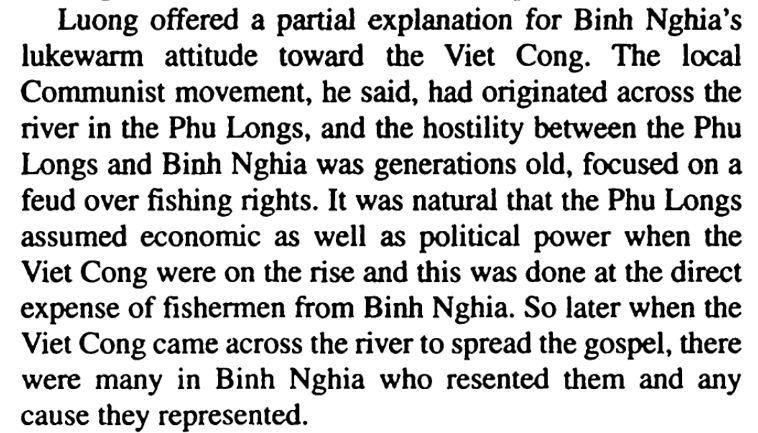 Luong offered a partial explanation for Binh Nghia's
lukewarm attitude toward the Viet Cong. The local
Communist movement, he said, had originated across the
river in the Phu Longs, and the hostility between the Phu
Longs and Binh Nghia was generations old, focused on a
feud over fishing rights. It was natural that the Phu Longs
assumed economic as well as political power when the
Viet Cong were on the rise and this was done at the direct
expense of fishermen from Binh Nghia. So later when the
Viet Cong came across the river to spread the gospel, there
were many in Binh Nghia who resented them and any
cause they represented.